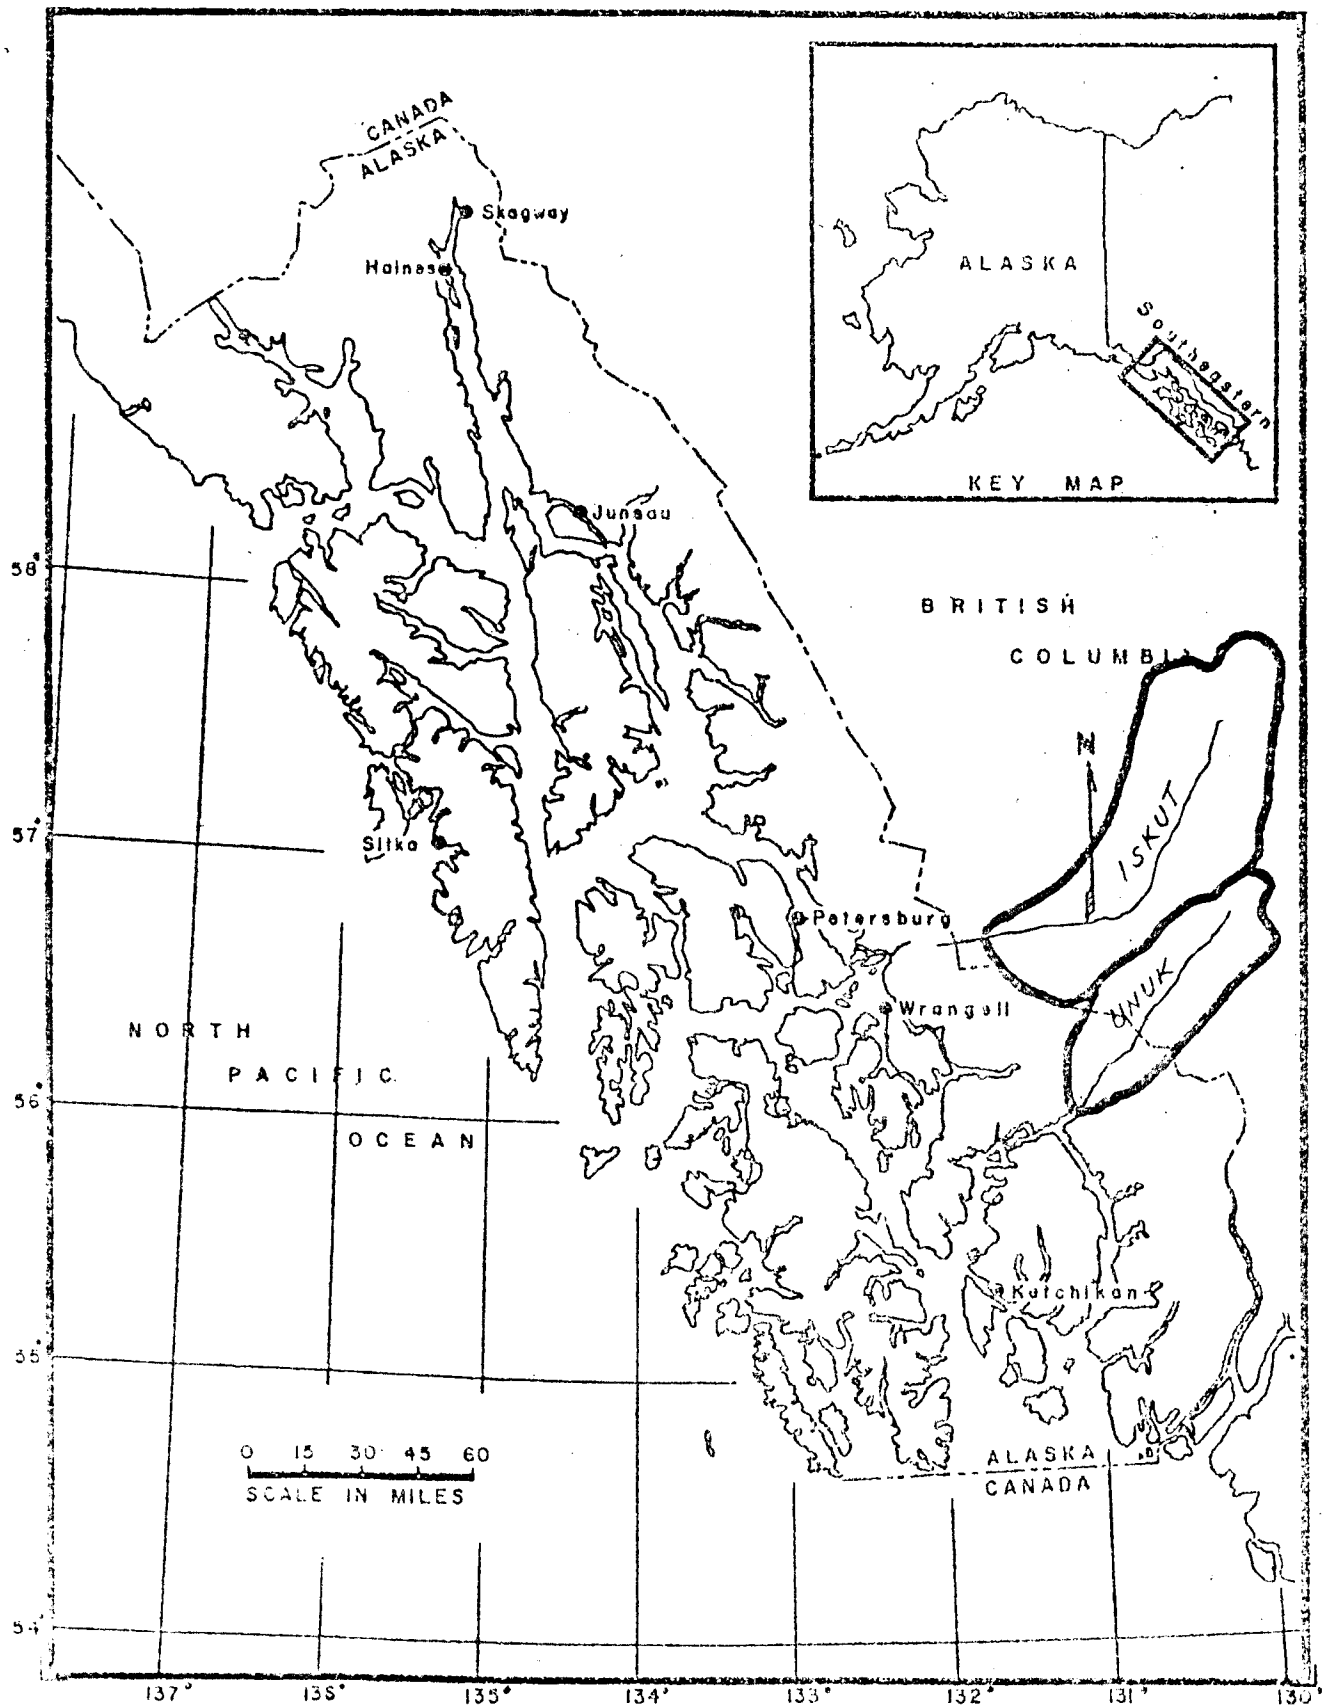 CANADA
ALASKA
Skagway
Haines
Juneau
Sitka
Petersburg
Wrangell
Ketchikan
ALASKA
Southeastern
KEY MAP
BRITISH
COLUMBIA
N
ISKUT
UNUK
NORTH
PACIFIC
OCEAN
58°
57°
56°
55°
54°
0 15 30 45 60
SCALE IN MILES
ALASKA
CANADA
137° 136° 135° 134° 133° 132° 131° 130°